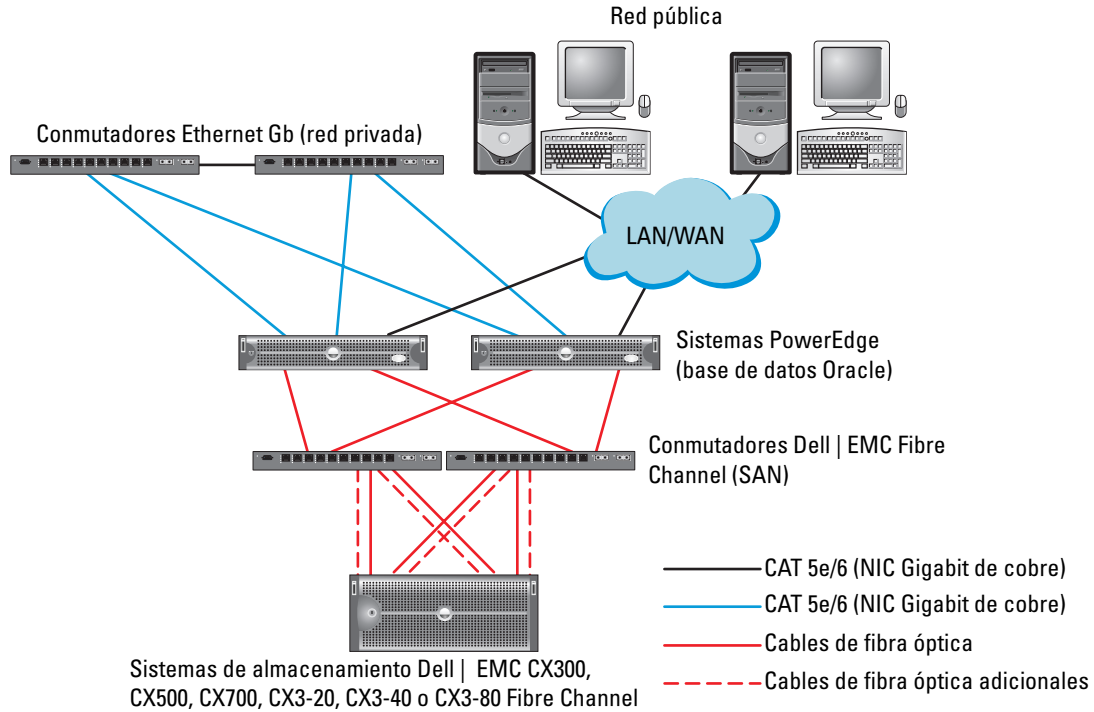 Red pública
Conmutadores Ethernet Gb (red privada)
LAN/WAN
Sistemas PowerEdge
(base de datos Oracle)
Conmutadores Dell | EMC Fibre
Channel (SAN)
CAT 5e/6 (NIC Gigabit de cobre)
CAT 5e/6 (NIC Gigabit de cobre)
Cables de fibra óptica
Cables de fibra óptica adicionales
Sistemas de almacenamiento Dell | EMC CX300,
CX500, CX700, CX3-20, CX3-40 o CX3-80 Fibre Channel